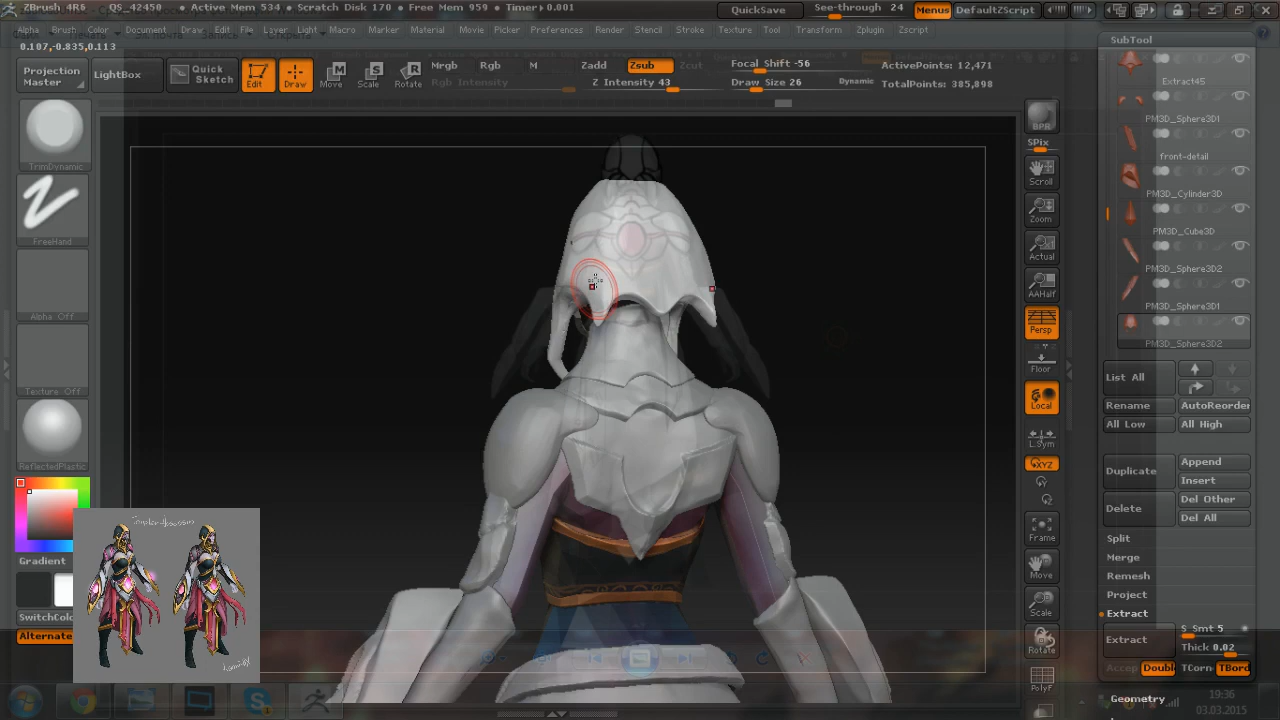 ZBrush 4R6 QS_42450 • Active Mem 534 • Scratch Disk 170 • Free Mem 959 • Timer▸0.001 QuickSave See-through 24 Menus DefaultZScript
Alpha Brush Color Document Draw Edit File Layer Light Macro Marker Material Movie Picker Preferences Render Stencil Stroke Texture Tool Transform Zplugin Zscript
0.107,-0.835,0.113
Projection Master
LightBox
Quick Sketch
Edit
Draw
Move
Scale
Rotate
Mrgb Rgb M
Rgb Intensity
Zadd Zsub Zcut
Z Intensity 43
Focal Shift -56
Draw Size 26 Dynamic
ActivePoints: 12,471
TotalPoints: 385,898
TrimDynamic
FreeHand
Alpha Off
Texture Off
ReflectedPlastic
Gradient
SwitchColo
Alternate
BPR
SPix
Scroll
Zoom
Actual
AAHalf
Persp
Floor
Local
L.Sym
XYZ
Frame
Move
Scale
Rotate
PolyF
SubTool
Extract45
PM3D_Sphere3D1
front-detail
PM3D_Cylinder3D
PM3D_Cube3D
PM3D_Sphere3D2
PM3D_Sphere3D1
PM3D_Sphere3D2
List All
Rename AutoReorder
All Low All High
Duplicate Append
Insert
Delete Del Other
Del All
Split
Merge
Remesh
Project
Extract
Extract S Smt 5
Thick 0.02
Accep Doubl TCorn TBord
Geometry
19:36
03.03.2015